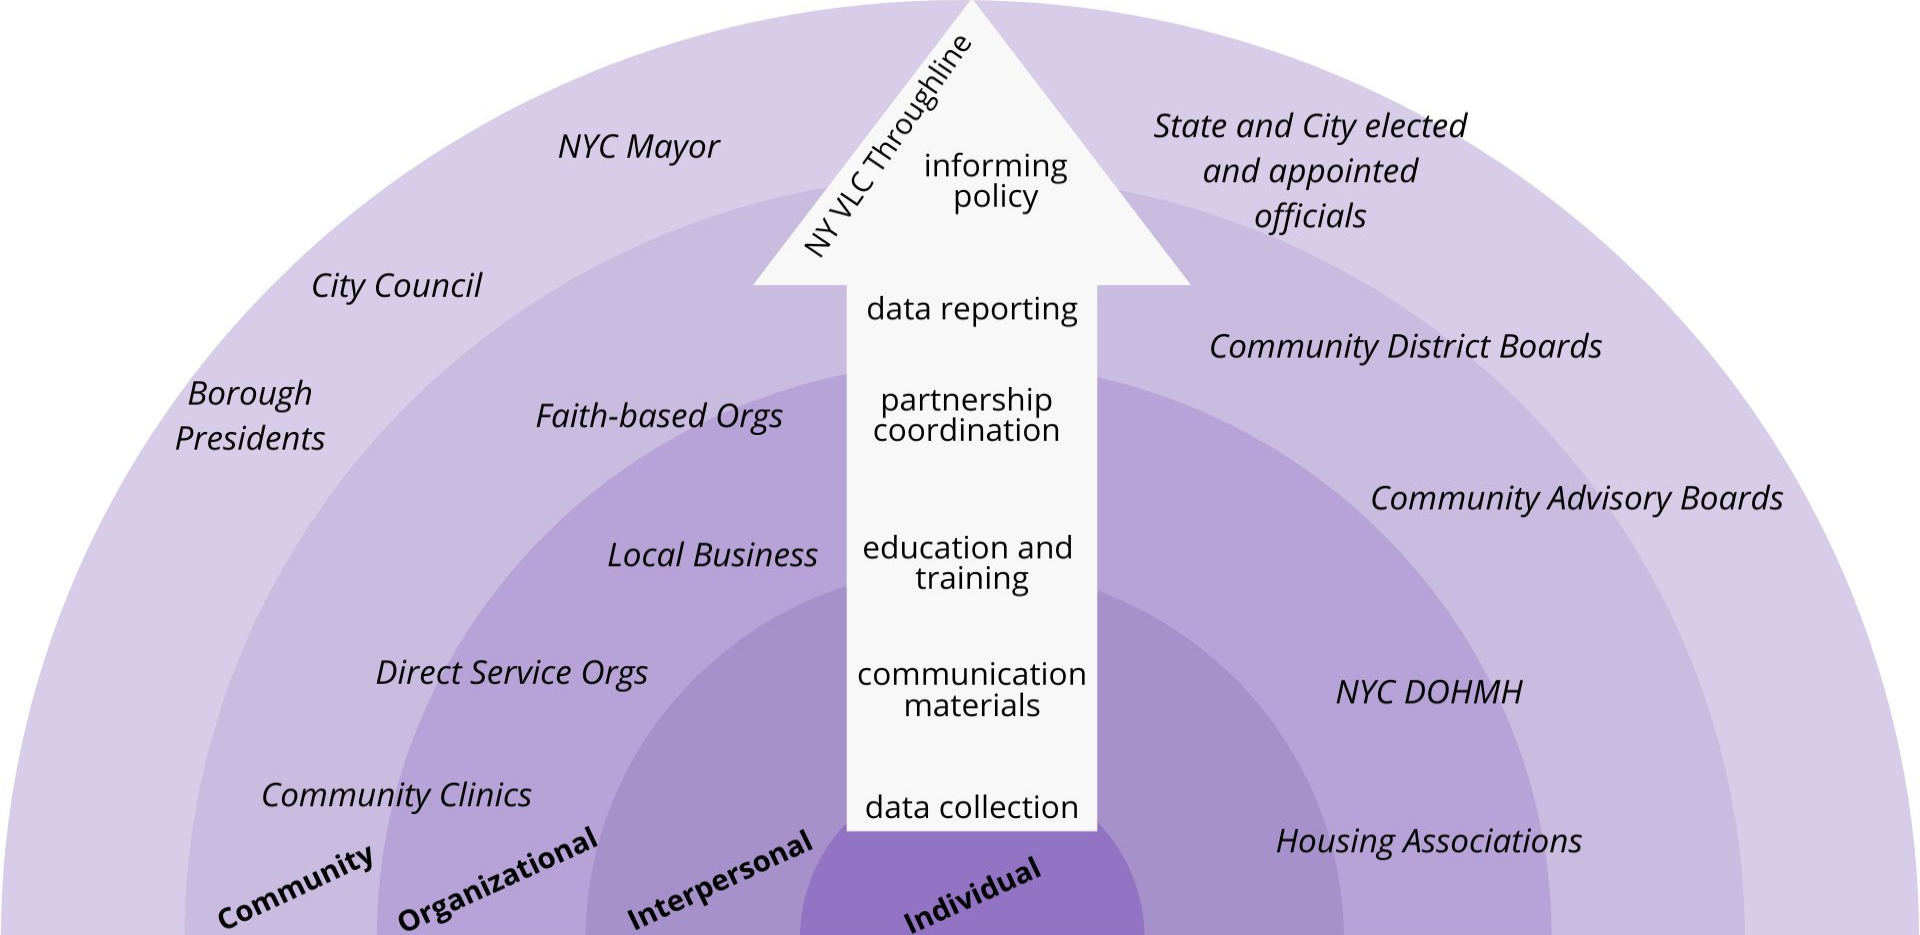 NY VLC Throughline
informing
policy
data reporting
partnership
coordination
education and
training
communication
materials
data collection
NYC Mayor
City Council
Borough
Presidents
Faith-based Orgs
Local Business
Direct Service Orgs
Community Clinics
State and City elected
and appointed
officials
Community District Boards
Community Advisory Boards
NYC DOHMH
Housing Associations
Community
Organizational
Interpersonal
Individual